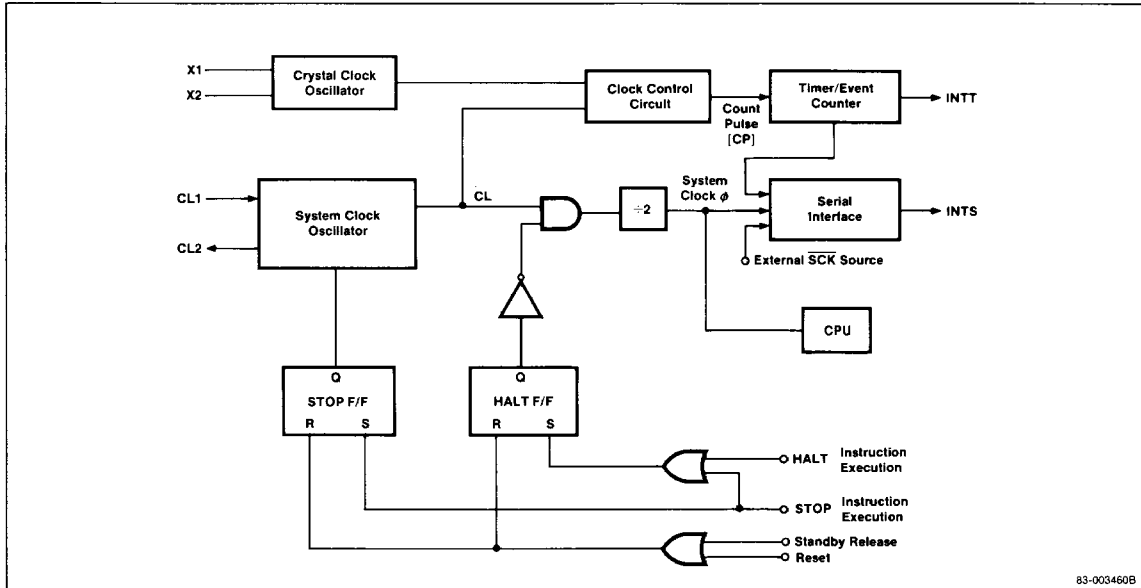 X1
X2
Crystal Clock
Oscillator
Clock Control
Circuit
Count
Pulse
[CP]
Timer/Event
Counter
INTT
CL1
CL2
System Clock
Oscillator
CL
÷2
System
Clock ϕ
Serial
Interface
INTS
External S̅C̅K̅ Source
CPU
Q
STOP F/F
R S
Q
HALT F/F
R S
HALT Instruction
Execution
STOP Instruction
Execution
Standby Release
Reset
83-003460B